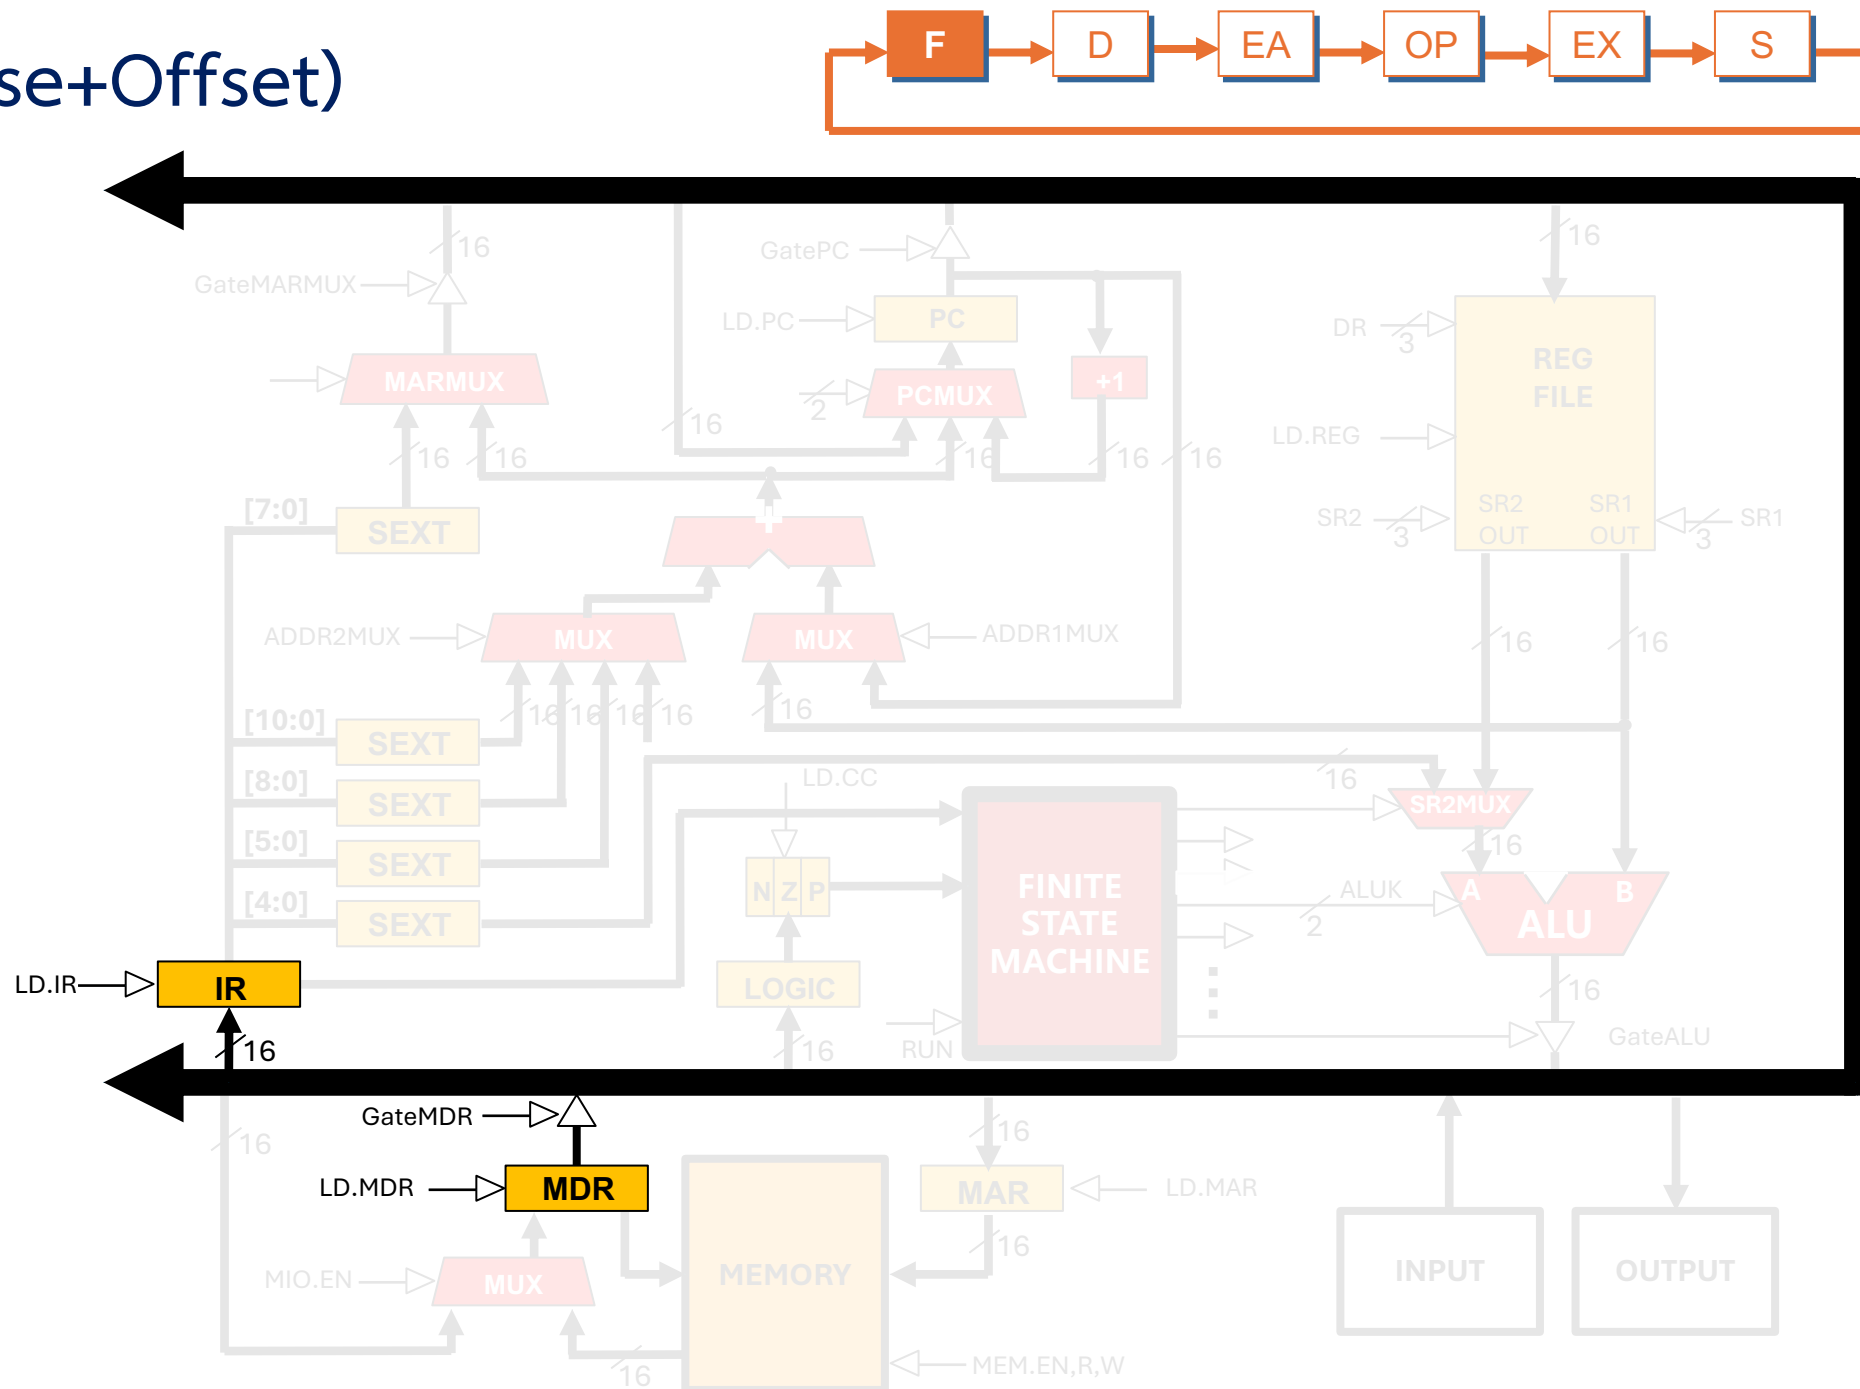 se+Offset)
F D EA OP EX S
16
GatePC
16
GateMARMUX
LD.PC
PC
DR
3
REG
FILE
MARMUX
2
PCMUX
+1
16
LD.REG
16
16
16
16
16
[7:0]
SEXT
+
SR2
3
SR2
OUT
SR1
OUT
3
SR1
ADDR2MUX
MUX
MUX
ADDR1MUX
16
16
[10:0]
SEXT
16
16
16
16
16
[8:0]
SEXT
LD.CC
16
SR2MUX
[5:0]
SEXT
16
[4:0]
SEXT
N Z P
FINITE
STATE
MACHINE
ALUK
2
A
B
ALU
LD.IR
IR
LOGIC
16
16
16
RUN
GateALU
GateMDR
16
16
LD.MDR
MDR
MAR
LD.MAR
16
MIO.EN
MUX
MEMORY
INPUT
OUTPUT
16
MEM.EN,R,W